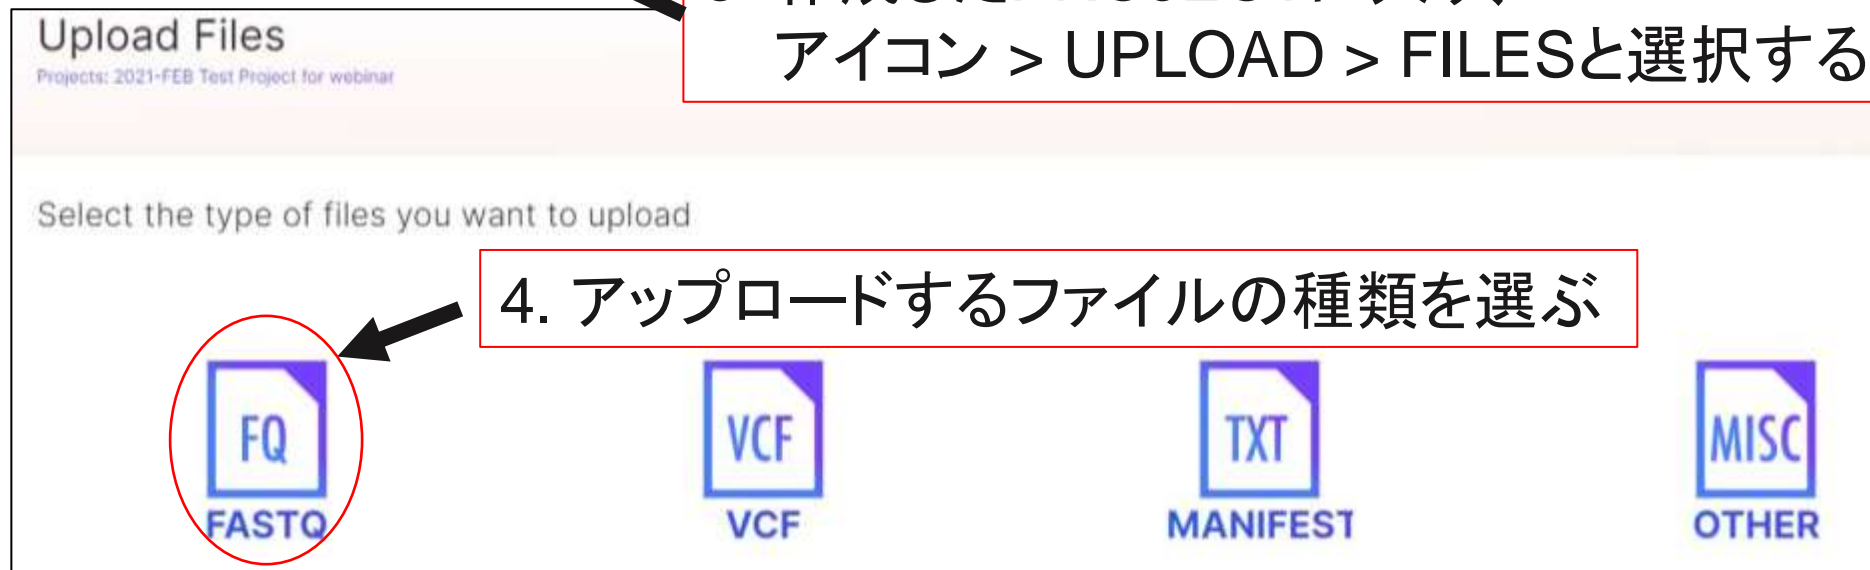 アイコン > UPLOAD > FILESと選択する
Upload Files
Projects: 2021-FEB Test Project for webinar
Select the type of files you want to upload
4. アップロードするファイルの種類を選ぶ
FQ
FASTQ
VCF
VCF
TXT
MANIFEST
MISC
OTHER